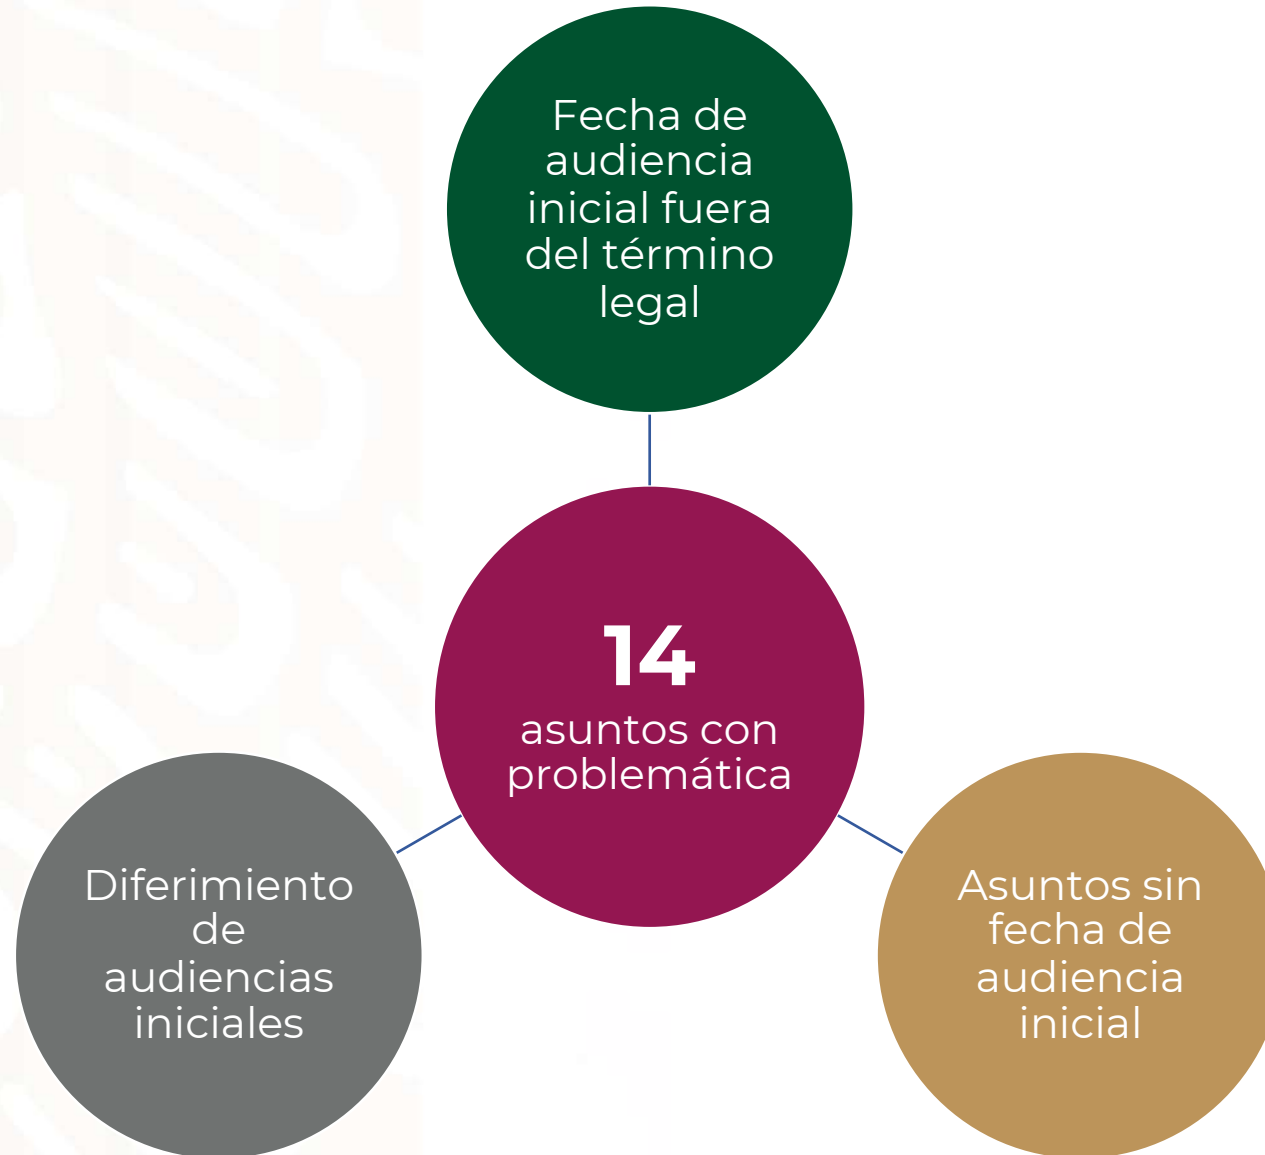 Fecha de
audiencia
inicial fuera
del término
legal
14
asuntos con
problemática
Diferimiento
de
audiencias
iniciales
Asuntos sin
fecha de
audiencia
inicial